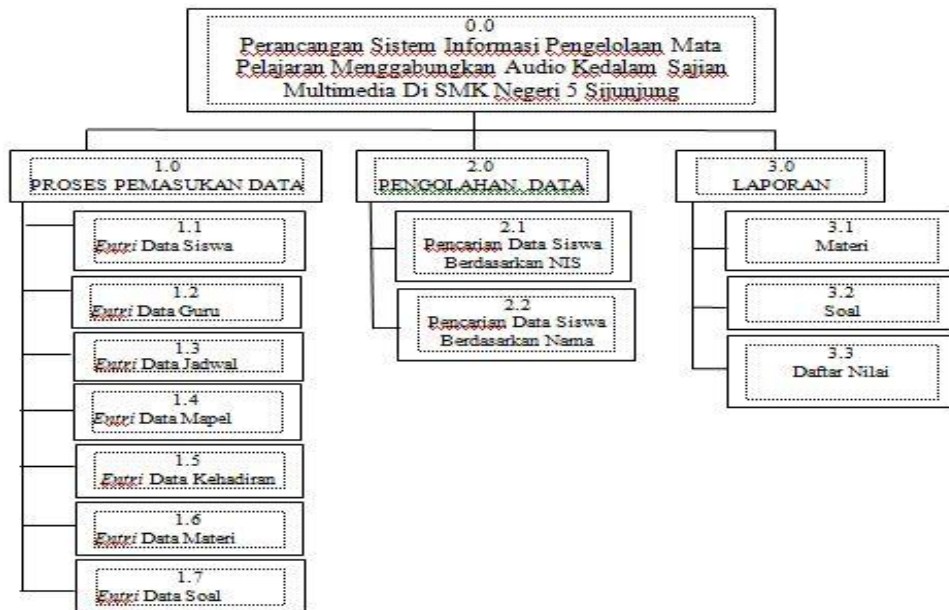 0.0
Perancangan Sistem Informasi Pengelolaan Mata
Pelajaran Menggabungkan Audio Kedalam Sajian
Multimedia Di SMK Negeri 5 Sijunjung
1.0
PROSES PEMASUKAN DATA
1.1
Entri Data Siswa
1.2
Entri Data Guru
1.3
Entri Data Jadwal
1.4
Entri Data Mapel
1.5
Entri Data Kehadiran
1.6
Entri Data Materi
1.7
Entri Data Soal
2.0
PENGOLAHAN DATA
2.1
Pencarian Data Siswa
Berdasarkan NIS
2.2
Pencarian Data Siswa
Berdasarkan Nama
3.0
LAPORAN
3.1
Materi
3.2
Soal
3.3
Daftar Nilai